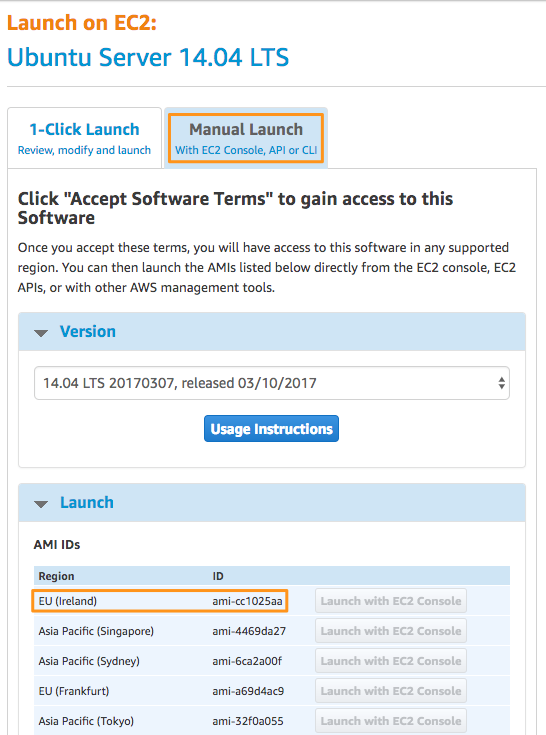 Launch on EC2:
Ubuntu Server 14.04 LTS
1-Click Launch
Review, modify and launch
Manual Launch
With EC2 Console, API or CLI
Click "Accept Software Terms" to gain access to this
Software
Once you accept these terms, you will have access to this software in any supported
region. You can then launch the AMIs listed below directly from the EC2 console, EC2
APIs, or with other AWS management tools.
Version
14.04 LTS 20170307, released 03/10/2017
Usage Instructions
Launch
AMI IDs
Region ID
EU (Ireland) ami-cc1025aa Launch with EC2 Console
Asia Pacific (Singapore) ami-4469da27 Launch with EC2 Console
Asia Pacific (Sydney) ami-6ca2a00f Launch with EC2 Console
EU (Frankfurt) ami-a69d4ac9 Launch with EC2 Console
Asia Pacific (Tokyo) ami-32f0a055 Launch with EC2 Console